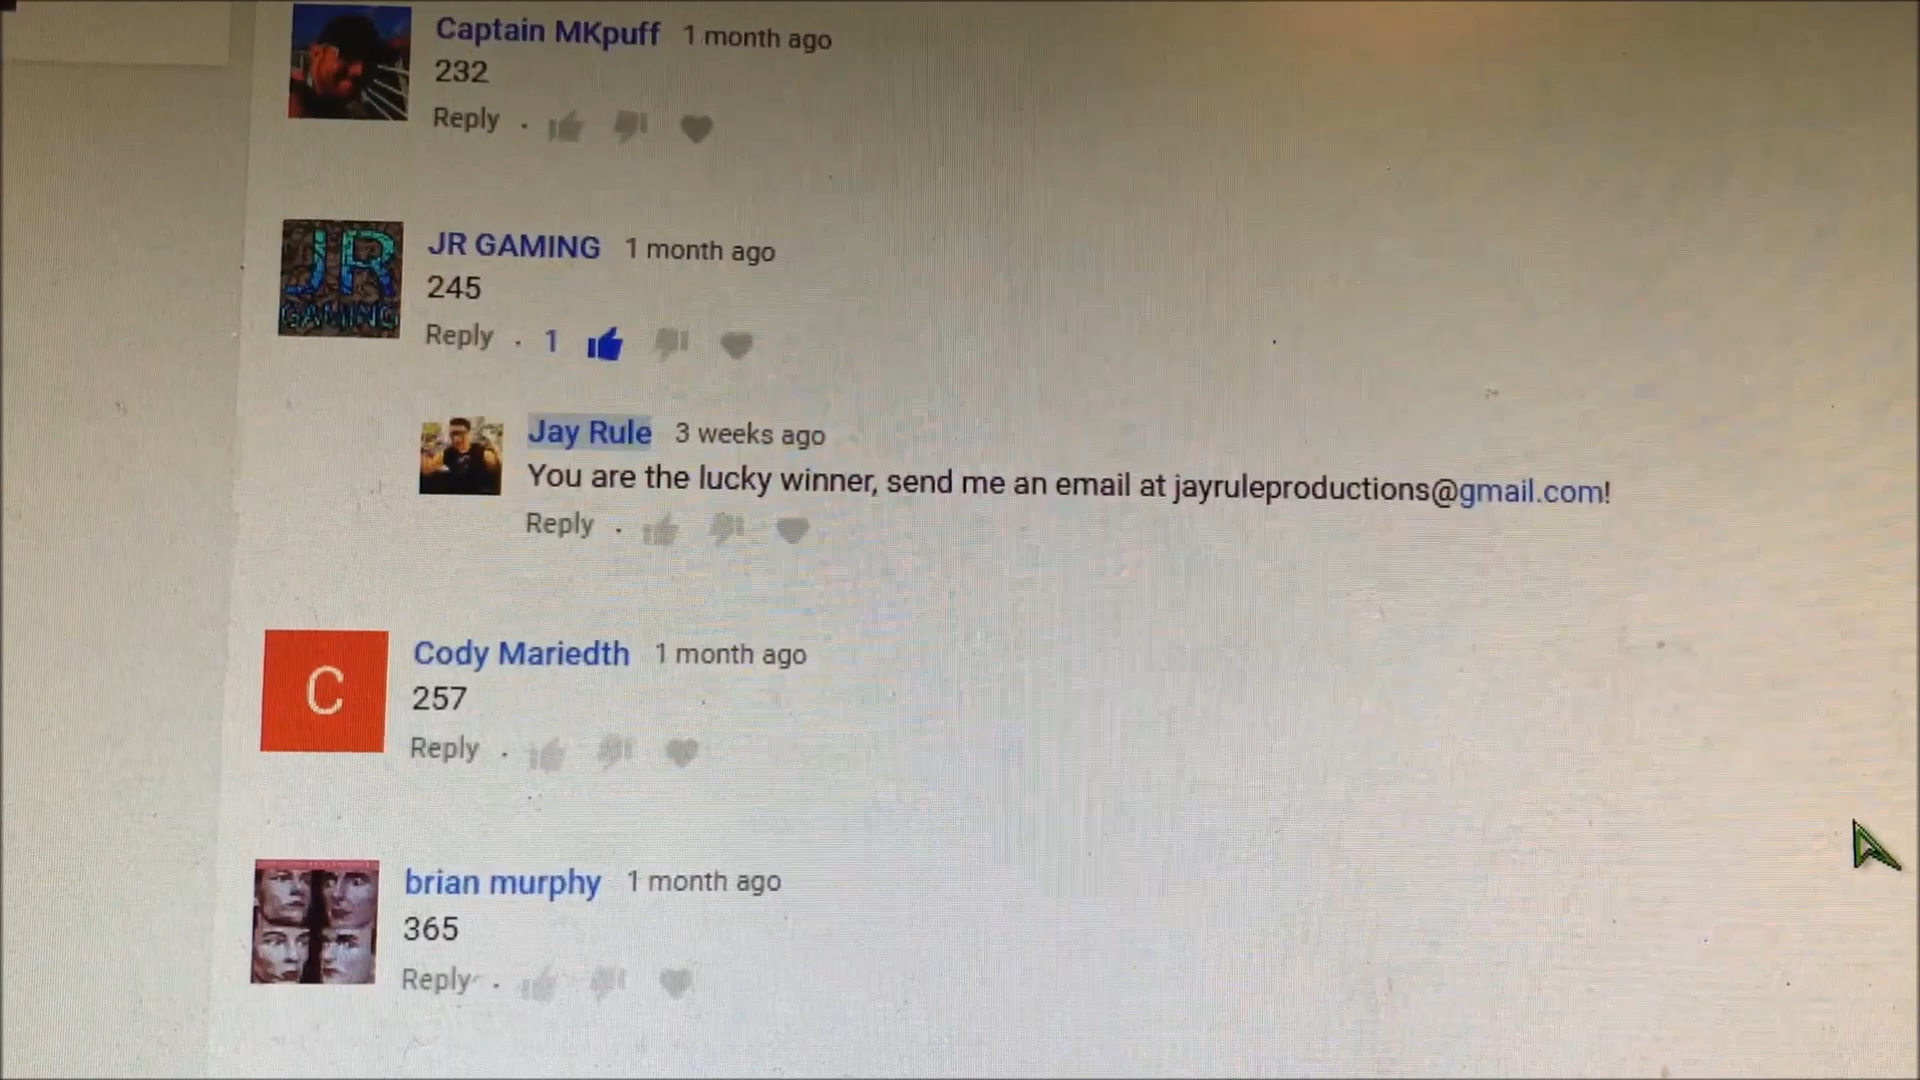 Captain MKpuff 1 month ago
232
Reply .
JR GAMING 1 month ago
JR
GAMING
245
Reply . 1
Jay Rule 3 weeks ago
You are the lucky winner, send me an email at jayruleproductions@gmail.com!
Reply .
Cody Mariedth 1 month ago
C
257
Reply .
brian murphy 1 month ago
365
Reply .